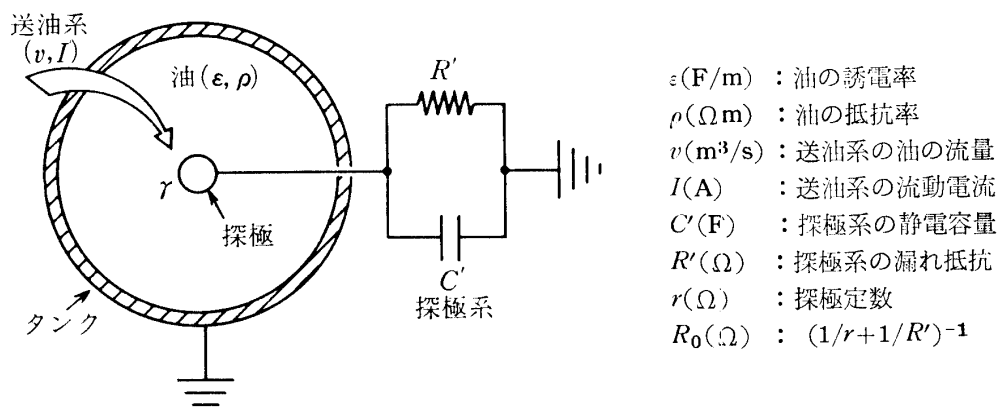 送油系
(v, I)
油(ε, ρ)
γ
探極
タンク
R′
C′
探極系
ε(F/m) : 油の誘電率
ρ(Ωm) : 油の抵抗率
v(m³/s) : 送油系の油の流量
I(A) : 送油系の流動電流
C′(F) : 探極系の静電容量
R′(Ω) : 探極系の漏れ抵抗
r(Ω) : 探極定数
R₀(Ω) : (1/r+1/R′)⁻¹